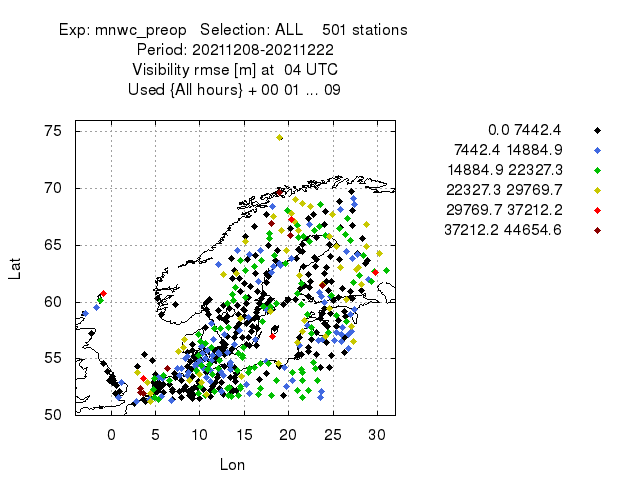 Exp: mnwc_preop   Selection: ALL    501 stations
Period: 20211208-20211222
Visibility rmse [m] at  04 UTC
Used {All hours} + 00 01 ... 09
0.0 7442.4
7442.4 14884.9
14884.9 22327.3
22327.3 29769.7
29769.7 37212.2
37212.2 44654.6
75
70
65
60
55
50
Lat
0 5 10 15 20 25 30
Lon